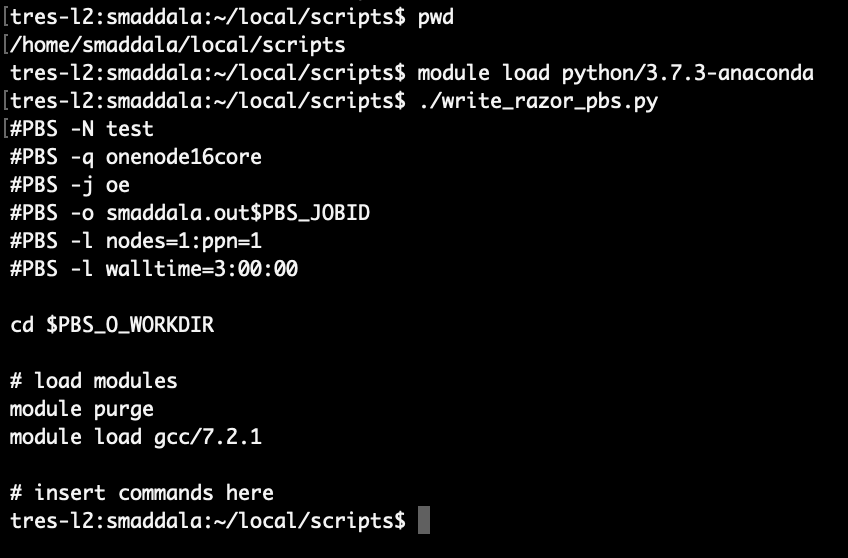 [tres-l2:smaddala:~/local/scripts$ pwd
[/home/smaddala/local/scripts
tres-l2:smaddala:~/local/scripts$ module load python/3.7.3-anaconda
[tres-l2:smaddala:~/local/scripts$ ./write_razor_pbs.py
[#PBS -N test
#PBS -q onenode16core
#PBS -j oe
#PBS -o smaddala.out$PBS_JOBID
#PBS -l nodes=1:ppn=1
#PBS -l walltime=3:00:00

cd $PBS_O_WORKDIR

# load modules
module purge
module load gcc/7.2.1

# insert commands here
tres-l2:smaddala:~/local/scripts$